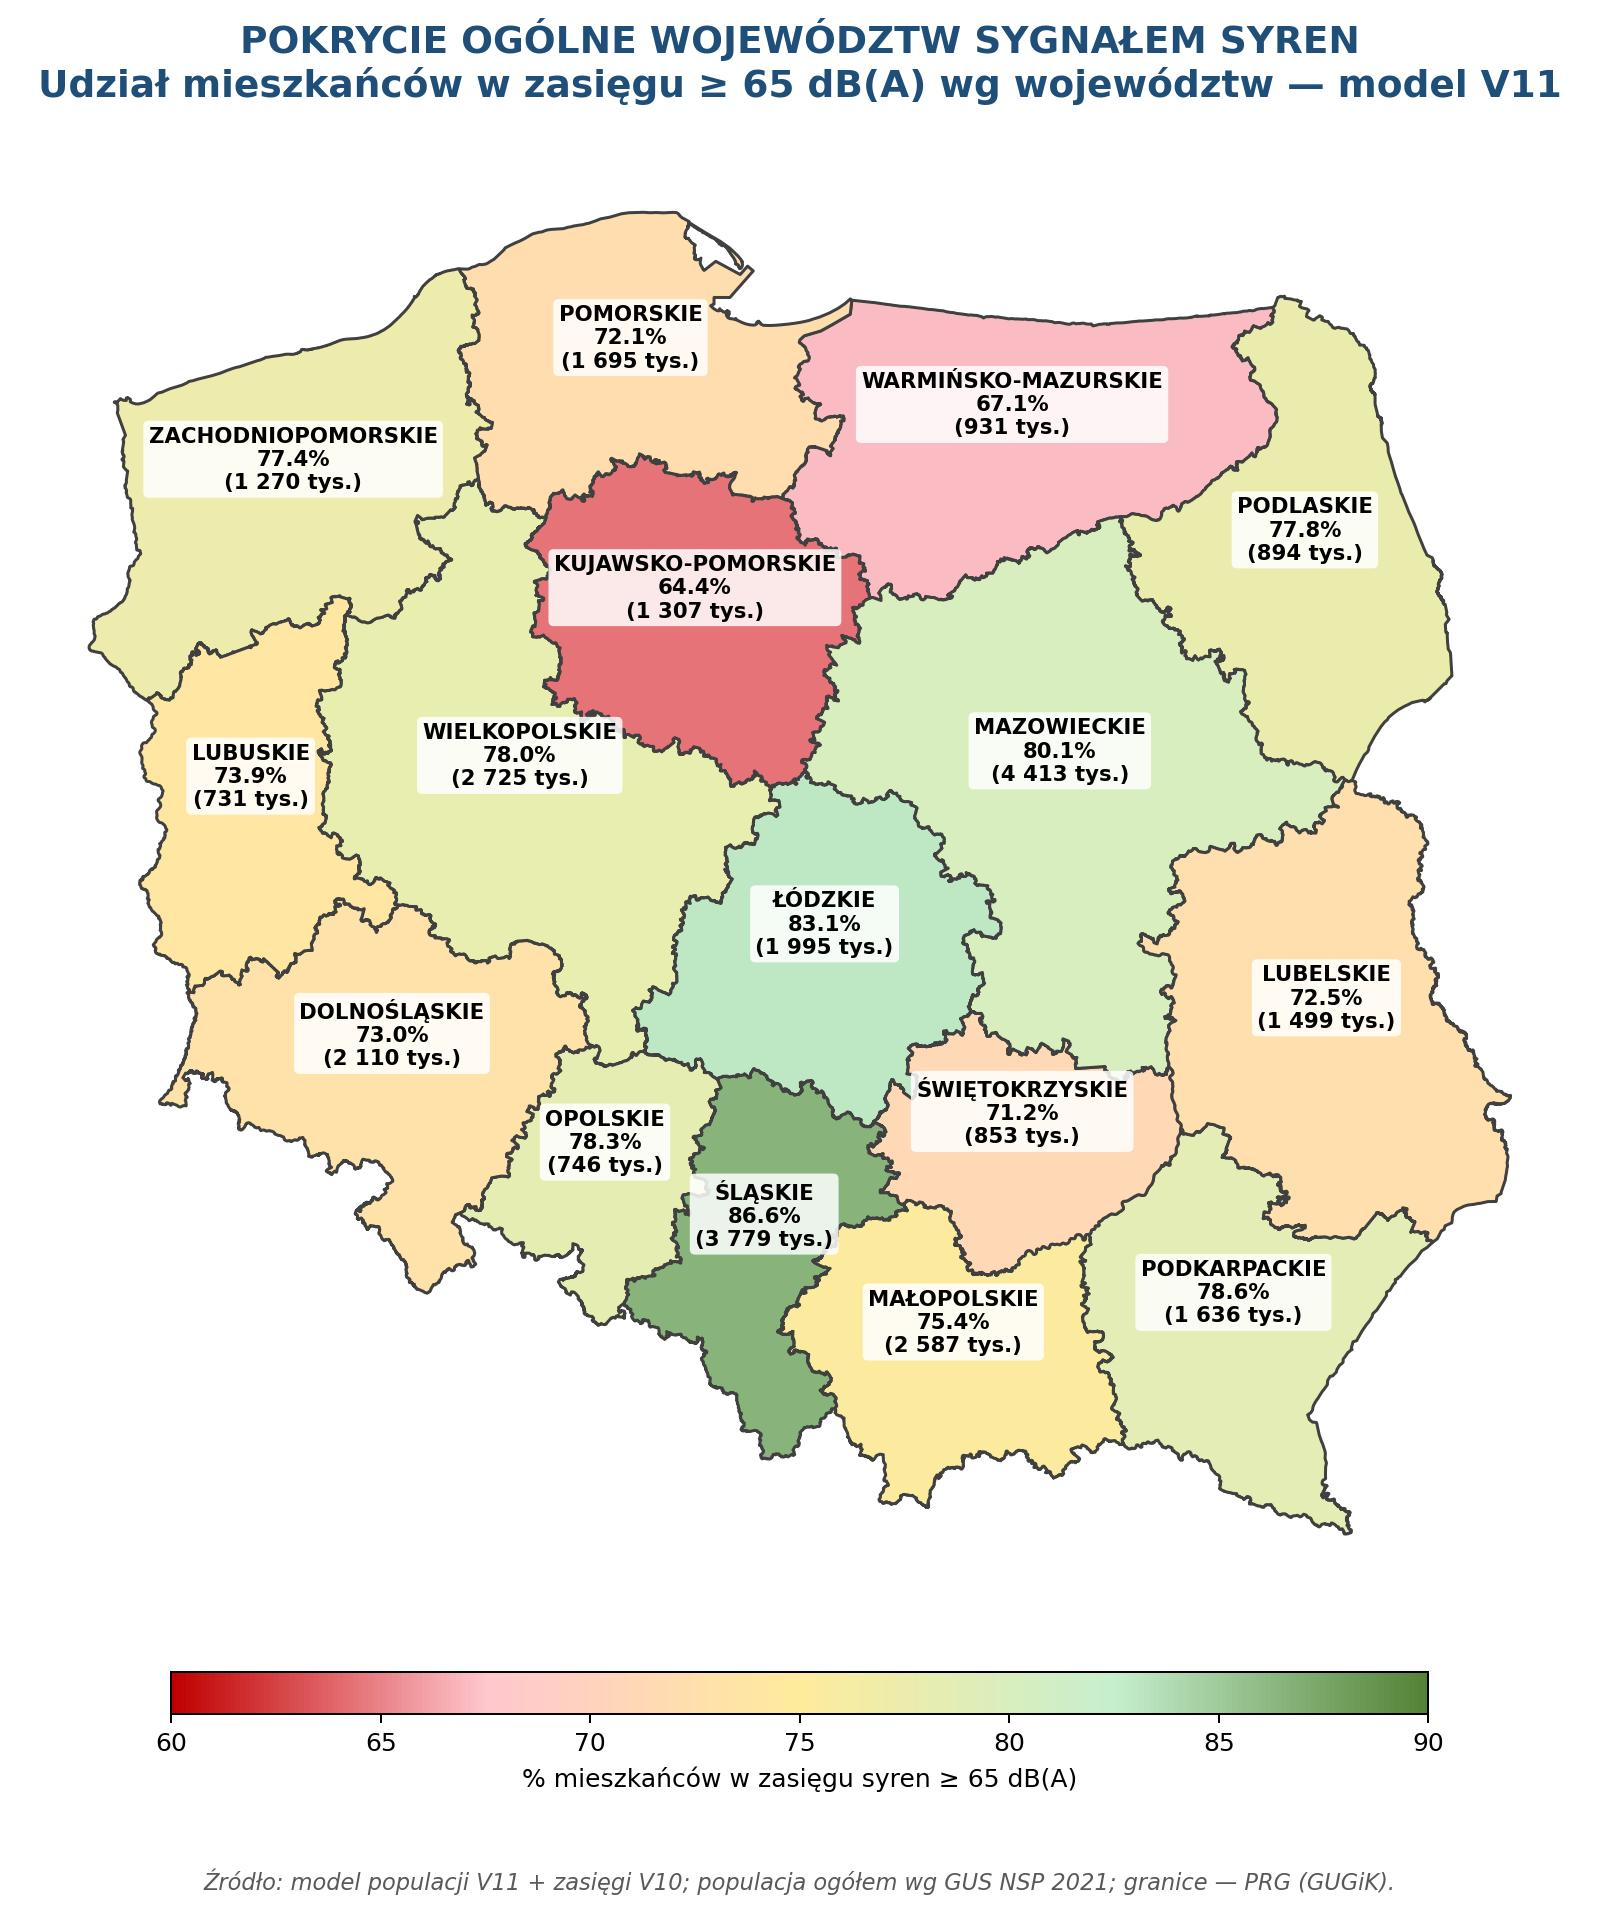 POKRYCIE OGÓLNE WOJEWÓDZTW SYGNAŁEM SYREN
Udział mieszkańców w zasięgu ≥ 65 dB(A) wg województw — model V11
POMORSKIE
72.1%
(1 695 tys.)
WARMIŃSKO-MAZURSKIE
67.1%
(931 tys.)
ZACHODNIOPOMORSKIE
77.4%
(1 270 tys.)
PODLASKIE
77.8%
(894 tys.)
KUJAWSKO-POMORSKIE
64.4%
(1 307 tys.)
WIELKOPOLSKIE
78.0%
(2 725 tys.)
MAZOWIECKIE
80.1%
(4 413 tys.)
LUBUSKIE
73.9%
(731 tys.)
ŁÓDZKIE
83.1%
(1 995 tys.)
LUBELSKIE
72.5%
(1 499 tys.)
DOLNOŚLĄSKIE
73.0%
(2 110 tys.)
ŚWIĘTOKRZYSKIE
71.2%
(853 tys.)
OPOLSKIE
78.3%
(746 tys.)
ŚLĄSKIE
86.6%
(3 779 tys.)
PODKARPACKIE
78.6%
(1 636 tys.)
MAŁOPOLSKIE
75.4%
(2 587 tys.)
60 65 70 75 80 85 90
% mieszkańców w zasięgu syren ≥ 65 dB(A)
Źródło: model populacji V11 + zasięgi V10; populacja ogółem wg GUS NSP 2021; granice — PRG (GUGiK).